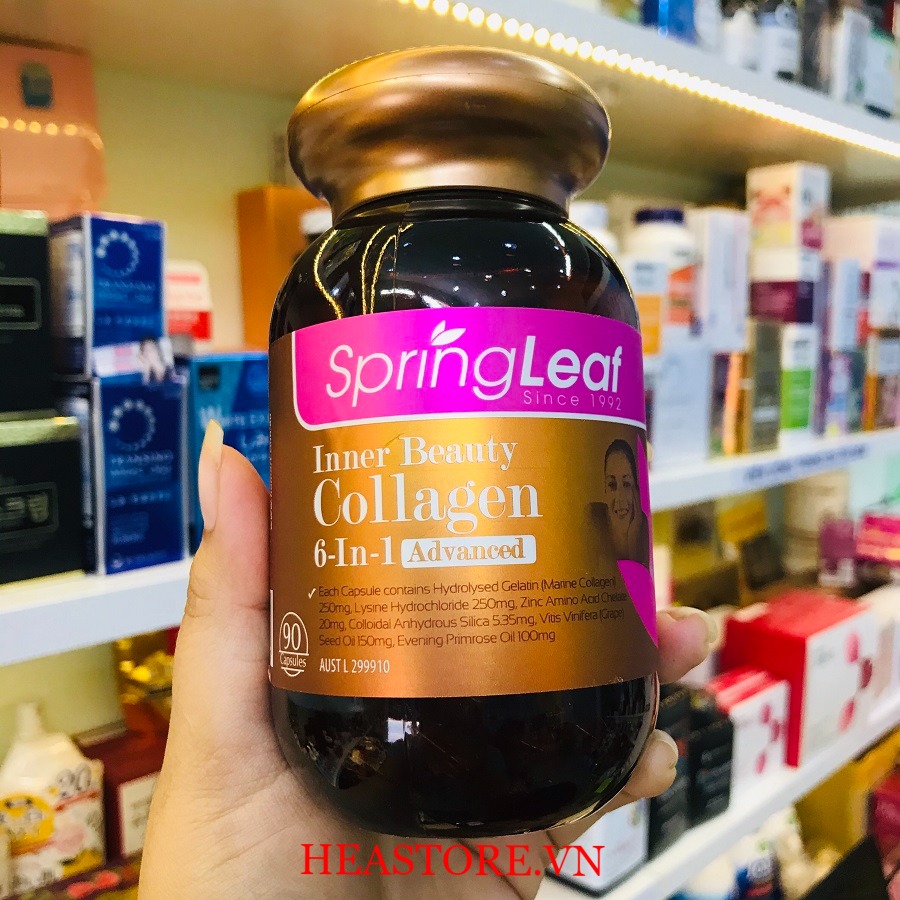 SpringLeaf
Since 1992
Inner Beauty
Collagen
6-In-1 Advanced
Each Capsule contains Hydrolysed Gelatin (Marine Collagen)
250mg, Lysine Hydrochloride 250mg, Zinc Amino Acid Chelate
20mg, Colloidal Anhydrous Silica 5.35mg, Vitis Vinifera (Grape)
Seed Oil 150mg, Evening Primrose Oil 100mg
90
Capsules
AUST L 299910
HEASTORE.VN